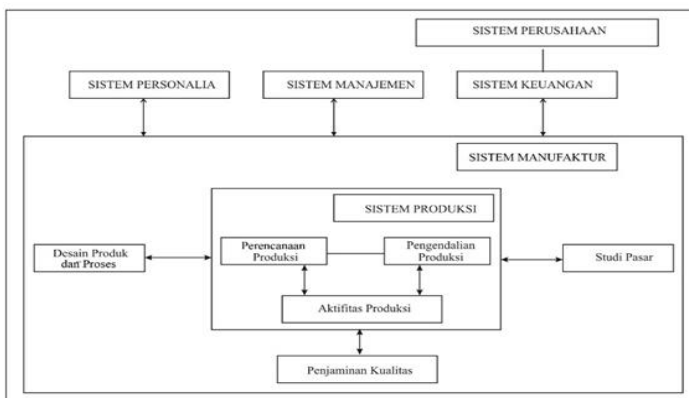 SISTEM PERUSAHAAN
SISTEM PERSONALIA
SISTEM MANAJEMEN
SISTEM KEUANGAN
SISTEM MANUFAKTUR
SISTEM PRODUKSI
Desain Produk
dan Proses
Perencanaan
Produksi
Pengendalian
Produksi
Studi Pasar
Aktifitas Produksi
Penjaminan Kualitas